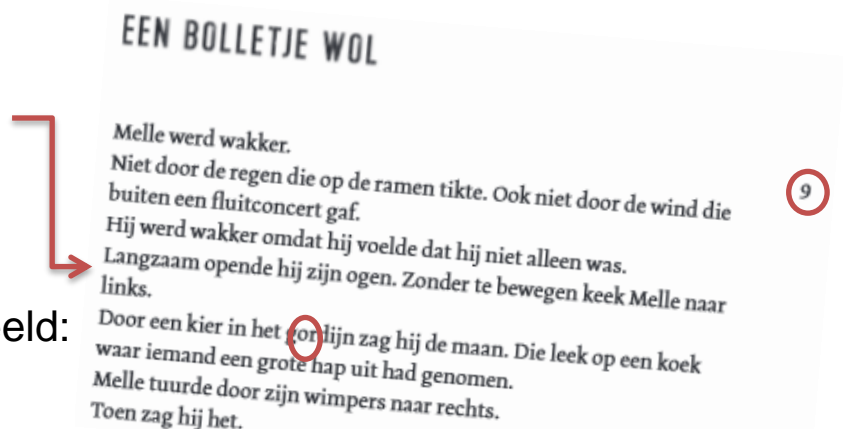 EEN BOLLETJE WOL
Melle werd wakker.
Niet door de regen die op de ramen tikte. Ook niet door de wind die
buiten een fluitconcert gaf.
9
Hij werd wakker omdat hij voelde dat hij niet alleen was.
Langzaam opende hij zijn ogen. Zonder te bewegen keek Melle naar
links.
eld:
Door een kier in het gordijn zag hij de maan. Die leek op een koek
waar iemand een grote hap uit had genomen.
Melle tuurde door zijn wimpers naar rechts.
Toen zag hij het.